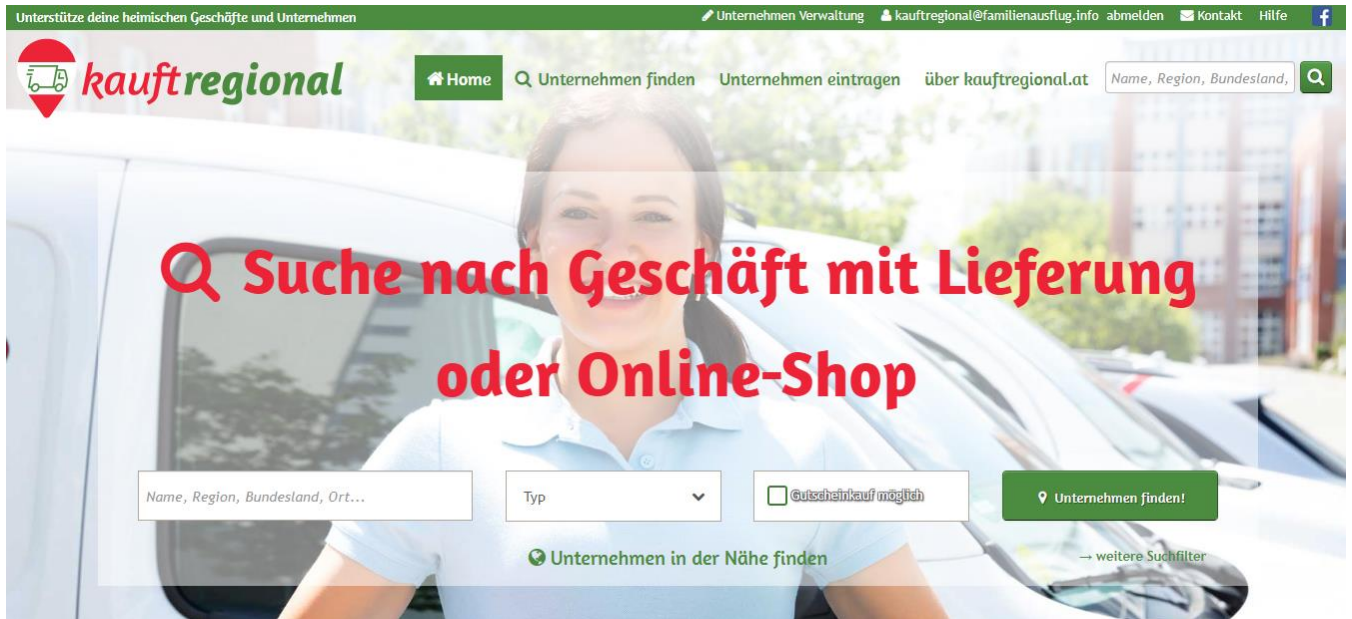 Unterstütze deine heimischen Geschäfte und Unternehmen
Unternehmen Verwaltung kauftregional@familienausflug.info abmelden Kontakt Hilfe
kauftregional
Home Unternehmen finden Unternehmen eintragen über kauftregional.at Name, Region, Bundesland,
Suche nach Geschäft mit Lieferung
oder Online-Shop
Name, Region, Bundesland, Ort... Typ Gutscheinkauf möglich Unternehmen finden!
Unternehmen in der Nähe finden → weitere Suchfilter